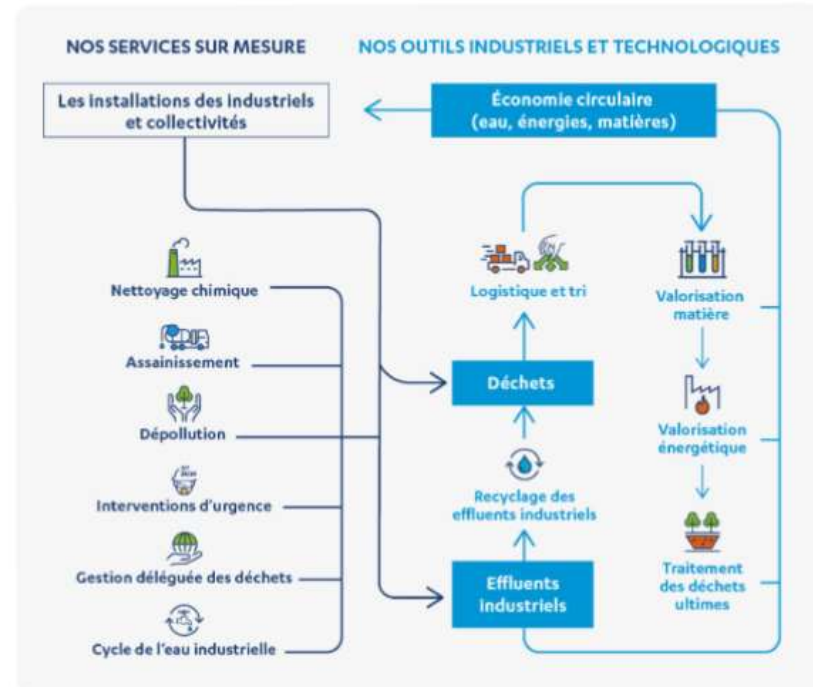 NOS SERVICES SUR MESURE
NOS OUTILS INDUSTRIELS ET TECHNOLOGIQUES
Les installations des industriels
et collectivités
Économie circulaire
(eau, énergies, matières)
Nettoyage chimique
Assainissement
Dépollution
Interventions d'urgence
Gestion déléguée des déchets
Cycle de l'eau industrielle
Logistique et tri
Déchets
Recyclage des
effluents industriels
Effluents
industriels
Valorisation
matière
Valorisation
énergétique
Traitement
des déchets
ultimes